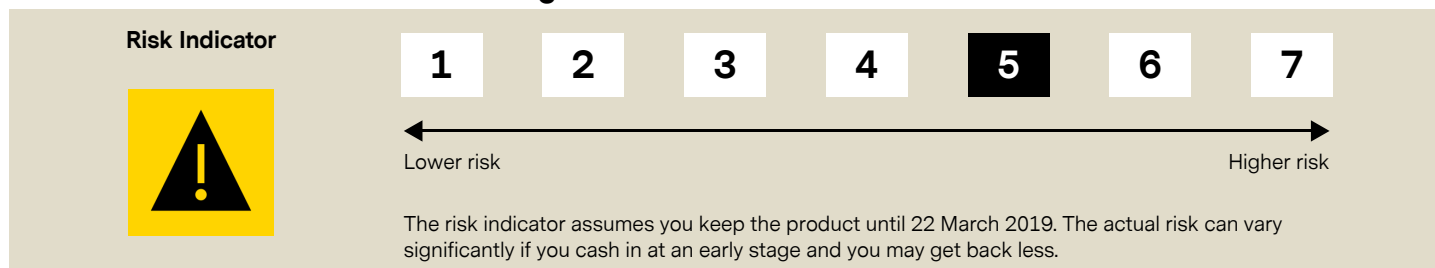 Risk Indicator
1 2 3 4 5 6 7
Lower risk Higher risk
The risk indicator assumes you keep the product until 22 March 2019. The actual risk can vary
significantly if you cash in at an early stage and you may get back less.